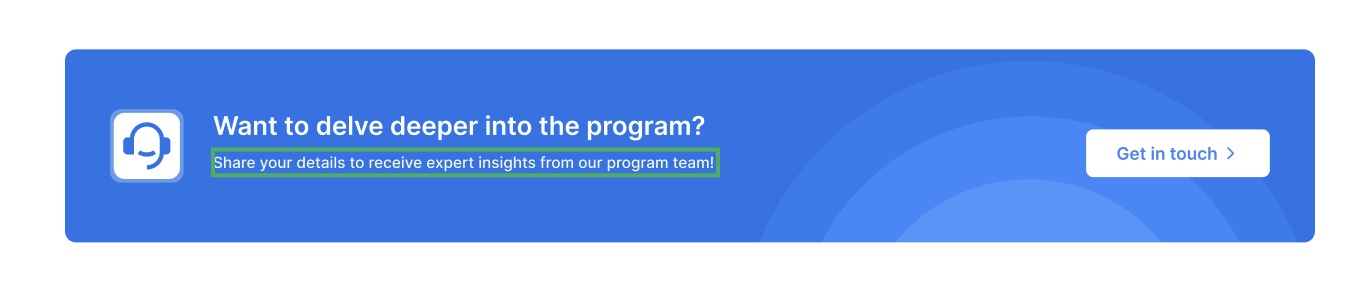 Want to delve deeper into the program?
Share your details to receive expert insights from our program team!
Get in touch